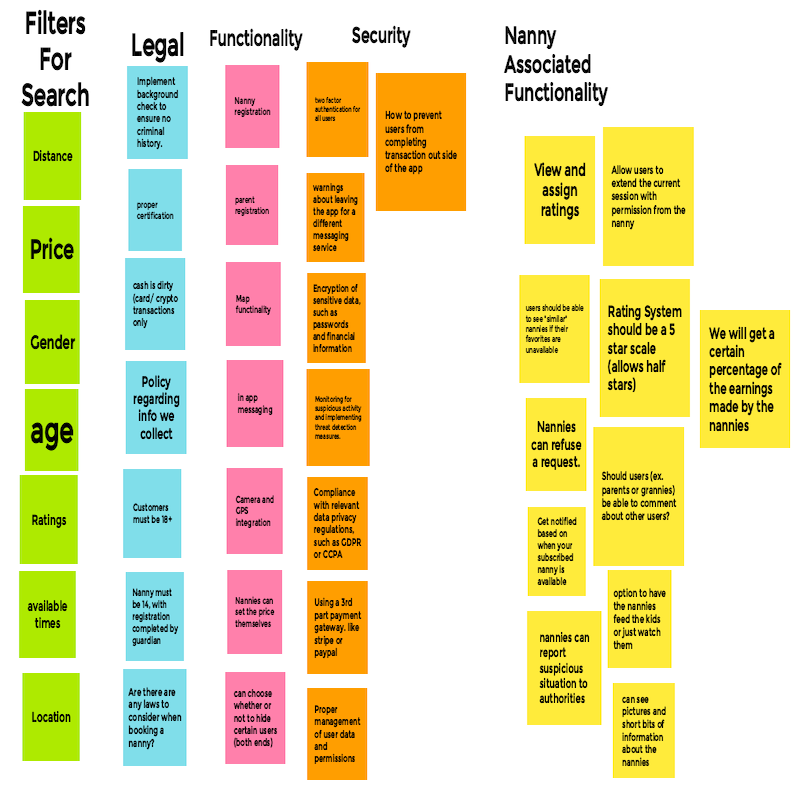 Filters
For
Search
Distance
Price
Gender
age
Ratings
available
times
Location
Legal
Implement
background
check to
ensure no
criminal
history.
proper
certification
cash is dirty
(card/ crypto
transactions
only
Policy
regarding
info we
collect
Customers
must be 18+
Nanny must
be 14, with
registration
completed by
guardian
Are there are
any laws to
consider when
booking a
nanny?
Functionality
Nanny
registration
parent
registration
Map
functinality
in app
messaging
Camera and
GPS
integration
Nannies can
set the price
themselves
can choose
whether or
not to hide
certain users
(both ends)
Security
two factor
authentication for
all users
warnings
about leaving
the app for a
different
messaging
service
Encryption of
sensitive data,
such as
passwords
and financial
information
Monitoring for
suspicious activity
and implementing
threat detection
measures.
Compliance
with relevant
data privacy
regulations,
such as GDPR
or CCPA
Using a 3rd
part payment
gateway. like
stripe or
paypal
Proper
management
of user data
and
permissions
How to prevent
users from
completing
transaction out side
of the app
Nanny
Associated
Functionality
View and
assign
ratings
Allow users to
extend the current
session with
permission from the
nanny
users should be able
to see "similar"
nannies if their
favorites are
unavailable
Rating System
should be a 5
star scale
(allows half
stars)
We will get a
certain
percentage of
the earnings
made by the
nannies
Nannies
can refuse
a request.
Should users (ex.
parents or grannies)
be able to comment
about other users?
Get notified
based on
when your
subscribed
nanny is
available
option to have
the nannies
feed the kids
or just watch
them
nannies can
report
suspicious
situation to
authorities
can see
pictures and
short bits of
information
about the
nannies